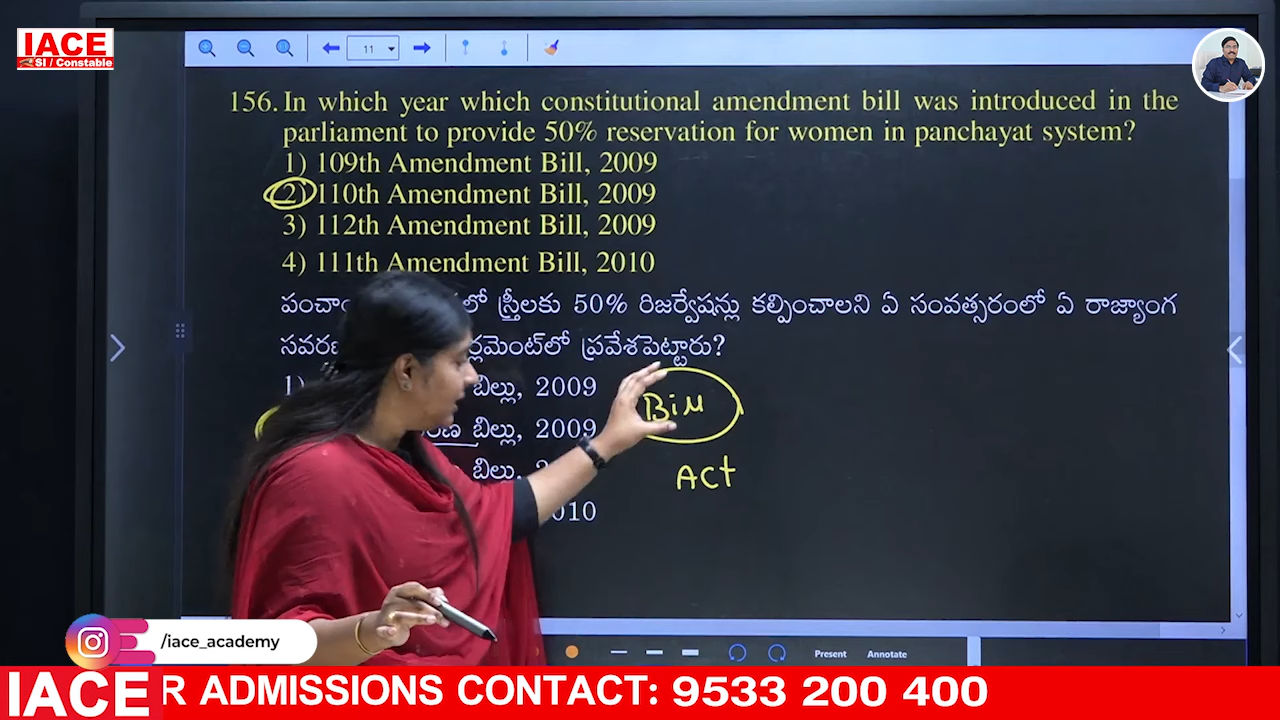 IACE
SI / Constable
11
156. In which year which constitutional amendment bill was introduced in the
parliament to provide 50% reservation for women in panchayat system?
1) 109th Amendment Bill, 2009
2) 110th Amendment Bill, 2009
3) 112th Amendment Bill, 2009
4) 111th Amendment Bill, 2010
స్త్రీలకు 50% రిజర్వేషన్లు కల్పించాలని ఏ సంవత్సరంలో ఏ రాజ్యాంగ
ప్రవేశపెట్టారు?
1) బిల్లు, 2009
బిల్లు, 2009
బిల్లు,
2010
Bill
Act
/iace_academy
Present Annotate
IACE R ADMISSIONS CONTACT: 9533 200 400